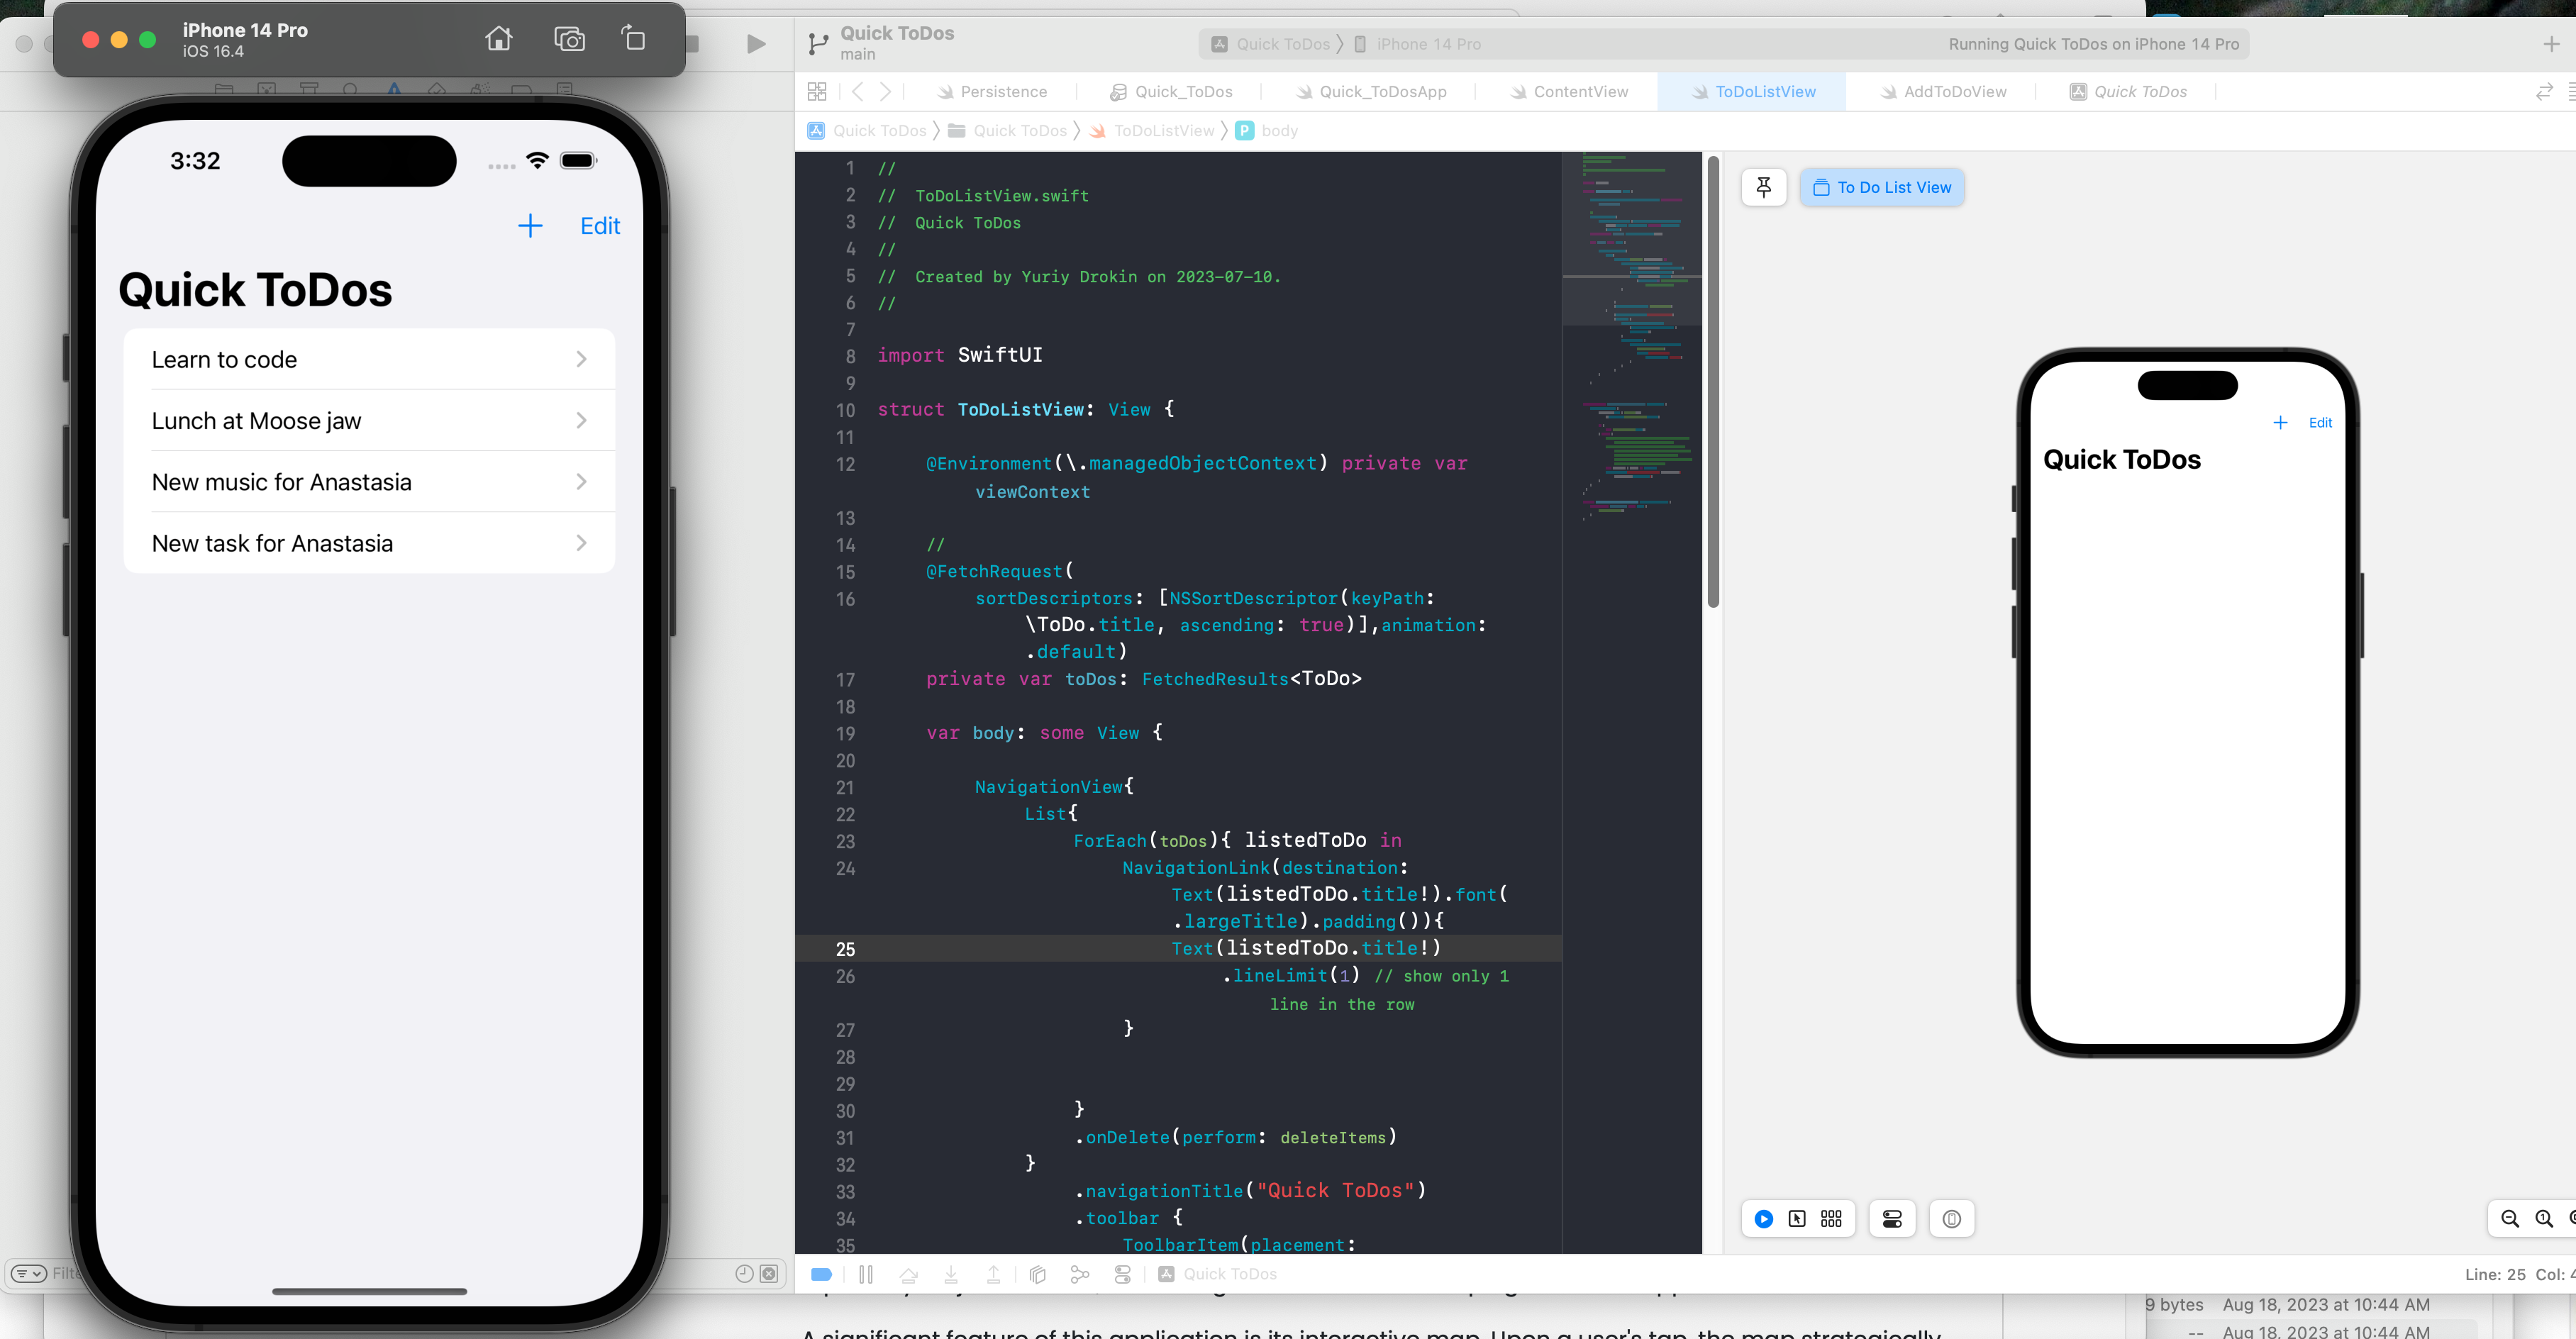 iPhone 14 Pro
iOS 16.4
3:32
Edit
Quick ToDos
Learn to code
Lunch at Moose jaw
New music for Anastasia
New task for Anastasia
Quick ToDos
main
Quick ToDos
iPhone 14 Pro
Running Quick ToDos on iPhone 14 Pro
Persistence
Quick_ToDos
Quick_ToDosApp
ContentView
ToDoListView
AddToDoView
Quick ToDos
Quick ToDos
Quick ToDos
ToDoListView
P body
1 //
2 // ToDoListView.swift
3 // Quick ToDos
4 //
5 // Created by Yuriy Drokin on 2023-07-10.
6 //
7
8 import SwiftUI
9
10 struct ToDoListView: View {
11
12 @Environment(\.managedObjectContext) private var
viewContext
13
14 //
15 @FetchRequest(
16 sortDescriptors: [NSSortDescriptor(keyPath:
\ToDo.title, ascending: true)],animation:
.default)
17 private var toDos: FetchedResults<ToDo>
18
19 var body: some View {
20
21 NavigationView{
22 List{
23 ForEach(toDos){ listedToDo in
24 NavigationLink(destination:
Text(listedToDo.title!).font(
.largeTitle).padding()){
25 Text(listedToDo.title!)
26 .lineLimit(1) // show only 1
line in the row
27 }
28
29
30 }
31 .onDelete(perform: deleteItems)
32 }
33 .navigationTitle("Quick ToDos")
34 .toolbar {
35 ToolbarItem(placement:
To Do List View
Edit
Quick ToDos
Quick ToDos
Line: 25 Col:
9 bytes Aug 18, 2023 at 10:44 AM
A significant feature of this application is its interactive map. Upon a user's tap, the map strategically
-- Aug 18, 2023 at 10:44 AM